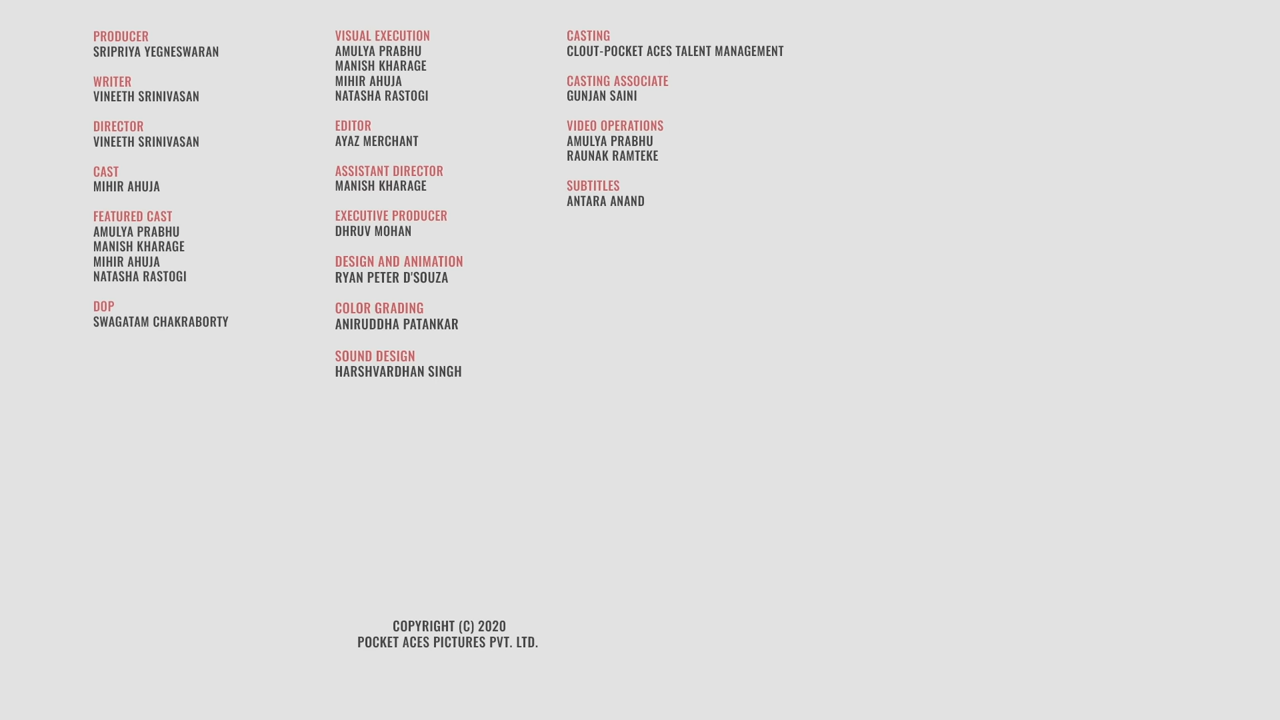 PRODUCER
SRIPRIYA YEGNESWARAN
WRITER
VINEETH SRINIVASAN
DIRECTOR
VINEETH SRINIVASAN
CAST
MIHIR AHUJA
FEATURED CAST
AMULYA PRABHU
MANISH KHARAGE
MIHIR AHUJA
NATASHA RASTOGI
DOP
SWAGATAM CHAKRABORTY
VISUAL EXECUTION
AMULYA PRABHU
MANISH KHARAGE
MIHIR AHUJA
NATASHA RASTOGI
EDITOR
AYAZ MERCHANT
ASSISTANT DIRECTOR
MANISH KHARAGE
EXECUTIVE PRODUCER
DHRUV MOHAN
DESIGN AND ANIMATION
RYAN PETER D'SOUZA
COLOR GRADING
ANIRUDDHA PATANKAR
SOUND DESIGN
HARSHVARDHAN SINGH
CASTING
CLOUT-POCKET ACES TALENT MANAGEMENT
CASTING ASSOCIATE
GUNJAN SAINI
VIDEO OPERATIONS
AMULYA PRABHU
RAUNAK RAMTEKE
SUBTITLES
ANTARA ANAND
COPYRIGHT (C) 2020
POCKET ACES PICTURES PVT. LTD.